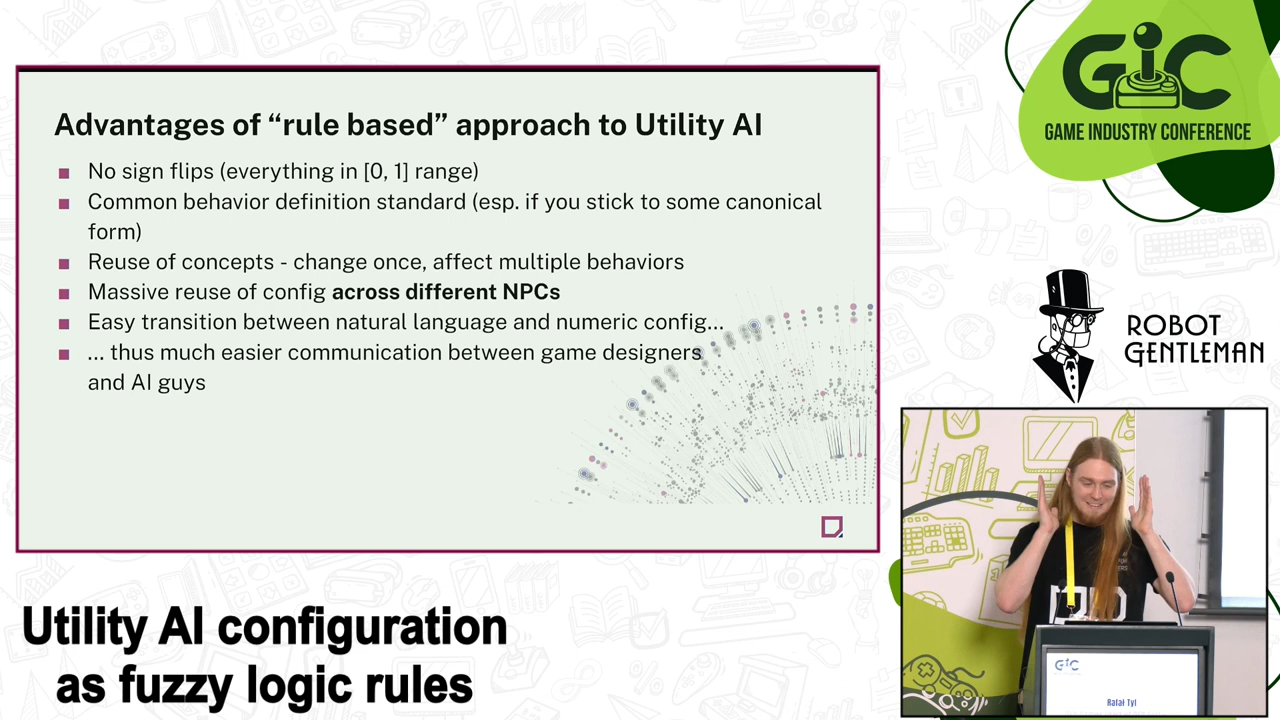 Advantages of “rule based” approach to Utility AI
No sign flips (everything in [0, 1] range)
Common behavior definition standard (esp. if you stick to some canonical
form)
Reuse of concepts - change once, affect multiple behaviors
Massive reuse of config across different NPCs
Easy transition between natural language and numeric config...
... thus much easier communication between game designers
and AI guys
GIC
GAME INDUSTRY CONFERENCE
ROBOT
GENTLEMAN
GIC
Rafał Tyl
Utility AI configuration
as fuzzy logic rules